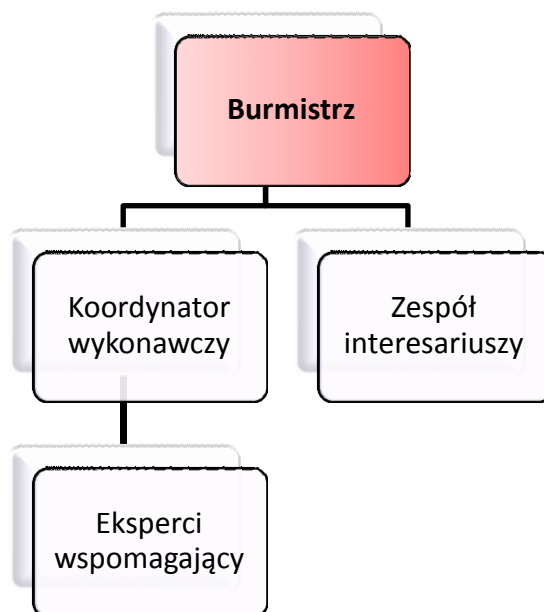 Burmistrz
Koordynator
wykonawczy
Zespół
interesariuszy
Eksperci
wspomagający